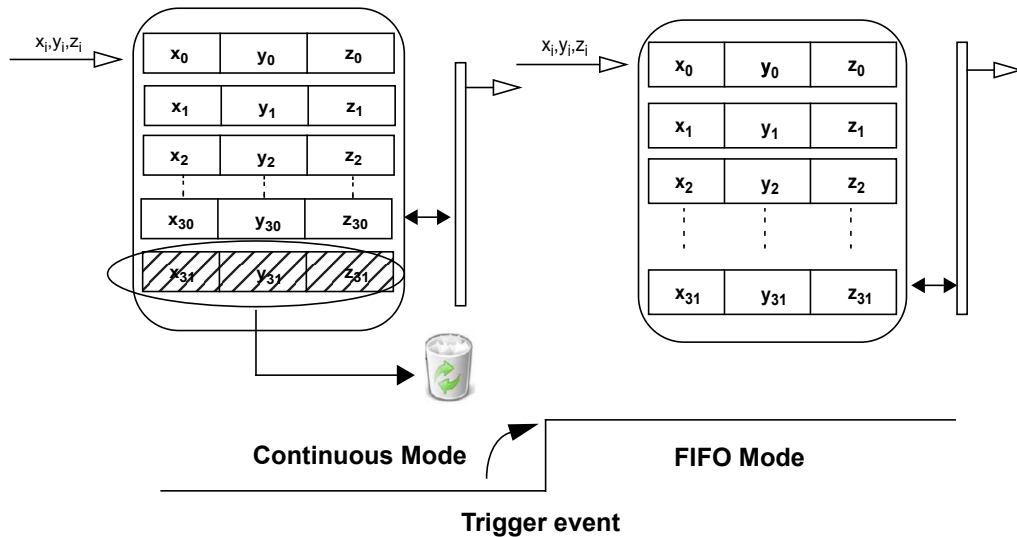 xᵢ,yᵢ,zᵢ
x₀ y₀ z₀
x₁ y₁ z₁
x₂ y₂ z₂
x₃₀ y₃₀ z₃₀
x₃₁ y₃₁ z₃₁
xᵢ,yᵢ,zᵢ
x₀ y₀ z₀
x₁ y₁ z₁
x₂ y₂ z₂
x₃₁ y₃₁ z₃₁
Continuous Mode
FIFO Mode
Trigger event